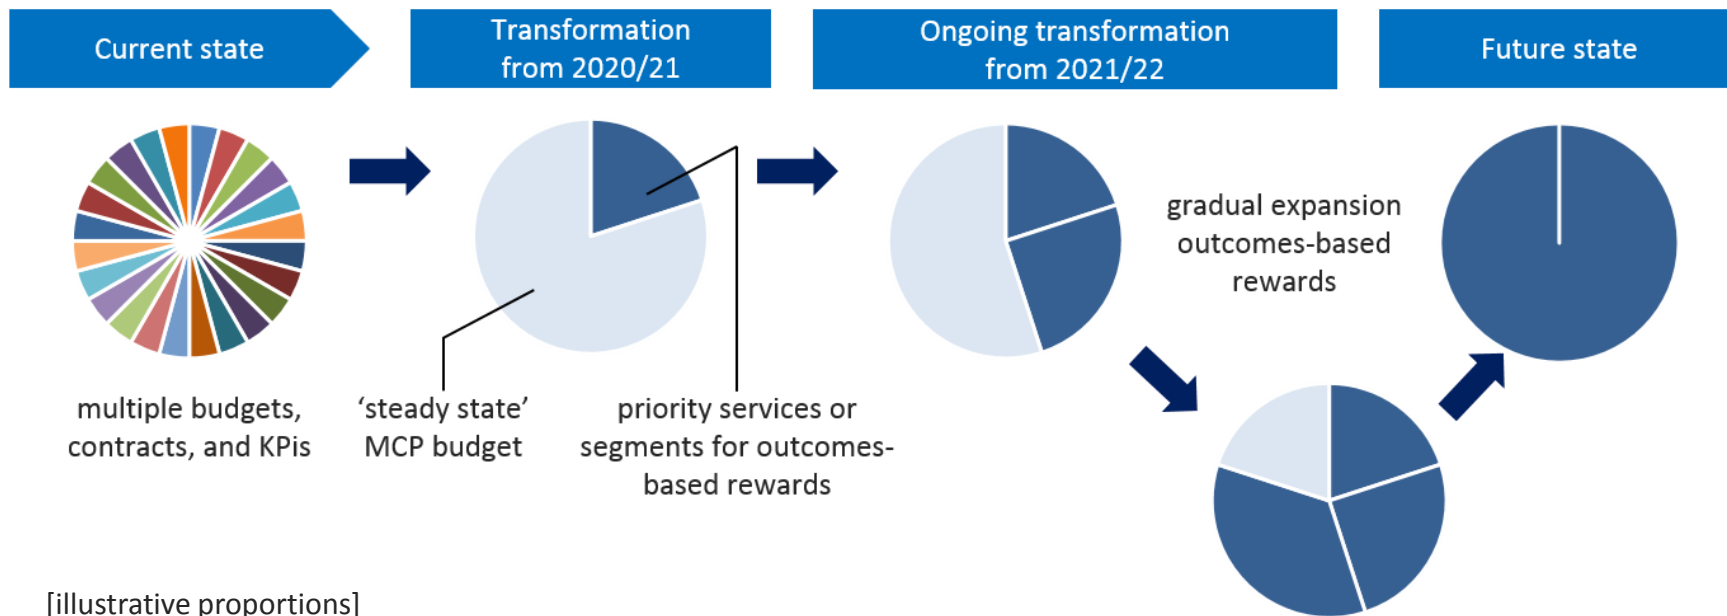 Current state
Transformation
from 2020/21
Ongoing transformation
from 2021/22
Future state
multiple budgets,
contracts, and KPis
‘steady state’
MCP budget
priority services or
segments for outcomes-
based rewards
gradual expansion
outcomes-based
rewards
[illustrative proportions]